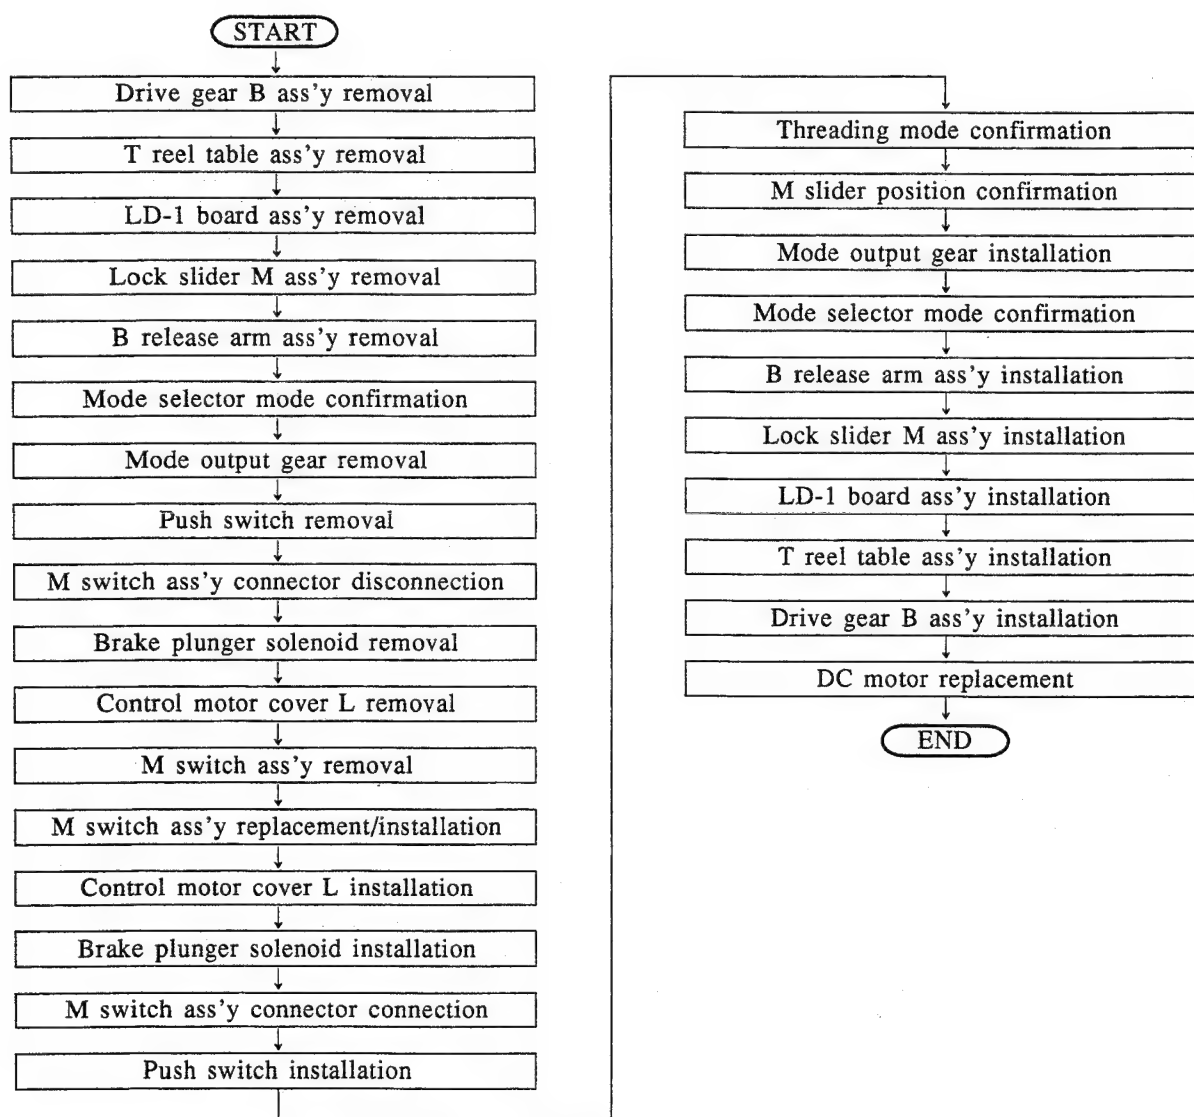 START
Drive gear B ass'y removal
T reel table ass'y removal
LD-1 board ass'y removal
Lock slider M ass'y removal
B release arm ass'y removal
Mode selector mode confirmation
Mode output gear removal
Push switch removal
M switch ass'y connector disconnection
Brake plunger solenoid removal
Control motor cover L removal
M switch ass'y removal
M switch ass'y replacement/installation
Control motor cover L installation
Brake plunger solenoid installation
M switch ass'y connector connection
Push switch installation
Threading mode confirmation
M slider position confirmation
Mode output gear installation
Mode selector mode confirmation
B release arm ass'y installation
Lock slider M ass'y installation
LD-1 board ass'y installation
T reel table ass'y installation
Drive gear B ass'y installation
DC motor replacement
END